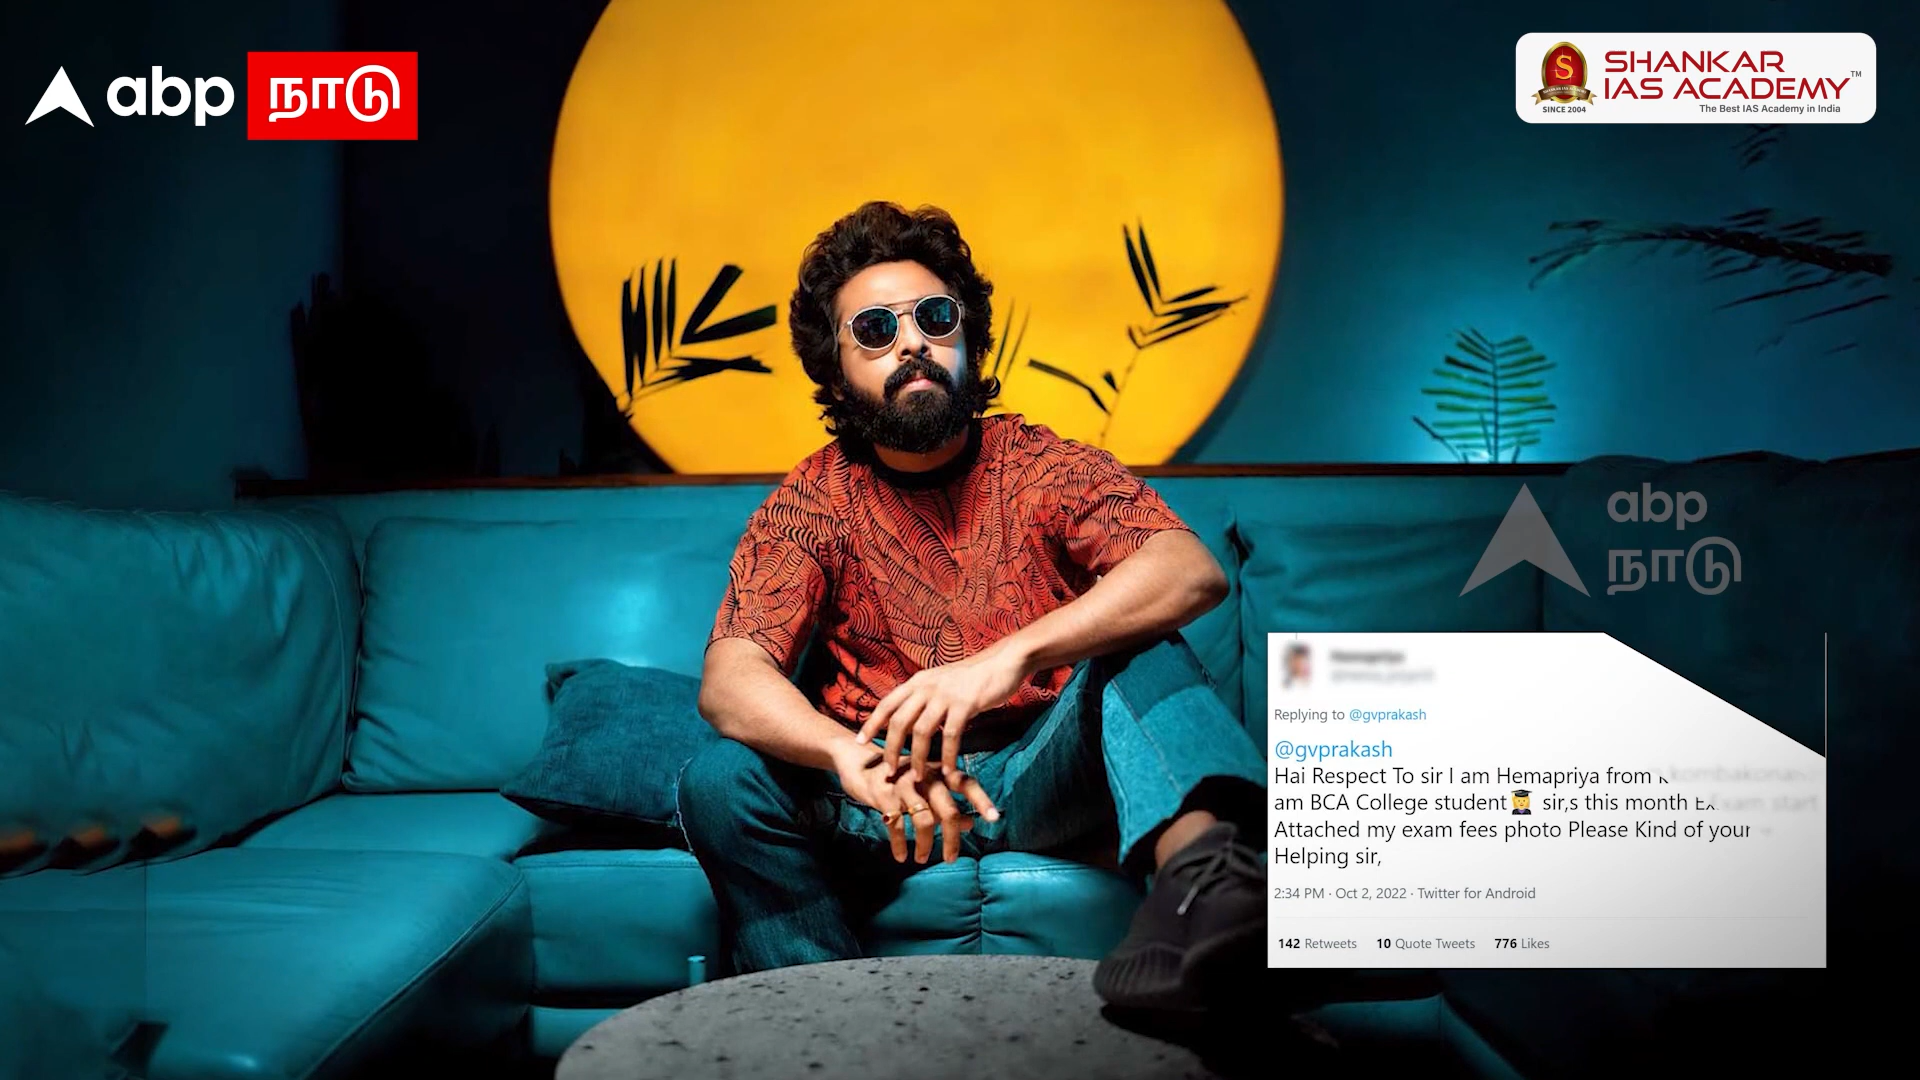 abp நாடு
SHANKAR
IAS ACADEMY™
The Best IAS Academy in India
S
SINCE 2004
abp
நாடு
Replying to @gvprakash
@gvprakash
Hai Respect To sir I am Hemapriya from
am BCA College student 👩‍🎓 sir,s this month
Attached my exam fees photo Please Kind of your
Helping sir,
2:34 PM · Oct 2, 2022 · Twitter for Android
142 Retweets 10 Quote Tweets 776 Likes